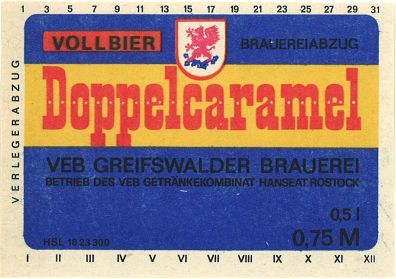 1 3 5 7 9 11 13 15 17 19 21 23 25 27 29 31
VOLLBIER
BRAUEREIABZUG
VERLEGERABZUG
Doppelcaramel
VEB GREIFSWALDER BRAUEREI
BETRIEB DES VEB GETRÄNKEKOMBINAT HANSEAT ROSTOCK
0,5 l
0,75 M
HSL 16 23 300
I II III IV V VI VII VIII IX X XI XII